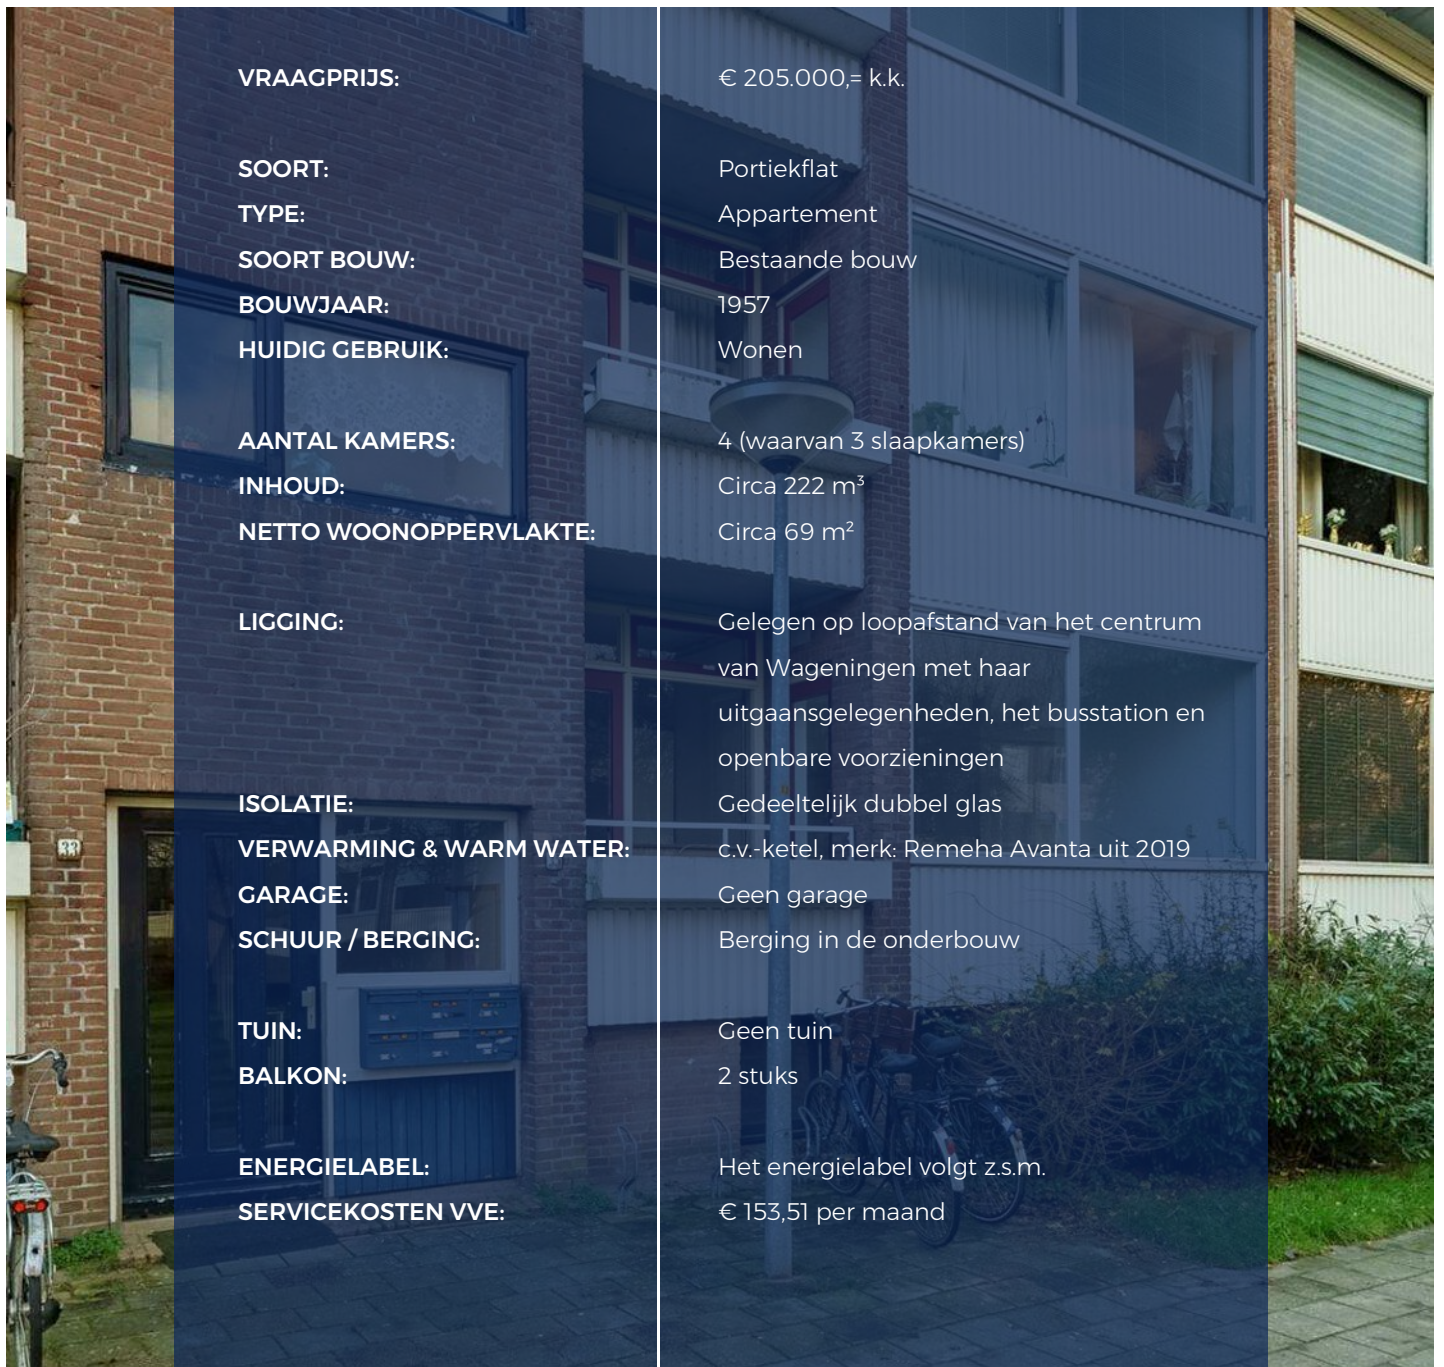 VRAAGPRIJS: € 205.000,= k.k.
SOORT: Portiekflat
TYPE: Appartement
SOORT BOUW: Bestaande bouw
BOUWJAAR: 1957
HUIDIG GEBRUIK: Wonen
AANTAL KAMERS: 4 (waarvan 3 slaapkamers)
INHOUD: Circa 222 m³
NETTO WOONOPPERVLAKTE: Circa 69 m²
LIGGING: Gelegen op loopafstand van het centrum
van Wageningen met haar
uitgaansgelegenheden, het busstation en
openbare voorzieningen
ISOLATIE: Gedeeltelijk dubbel glas
VERWARMING & WARM WATER: c.v.-ketel, merk: Remeha Avanta uit 2019
GARAGE: Geen garage
SCHUUR / BERGING: Berging in de onderbouw
TUIN: Geen tuin
BALKON: 2 stuks
ENERGIELABEL: Het energielabel volgt z.s.m.
SERVICEKOSTEN VVE: € 153,51 per maand
33